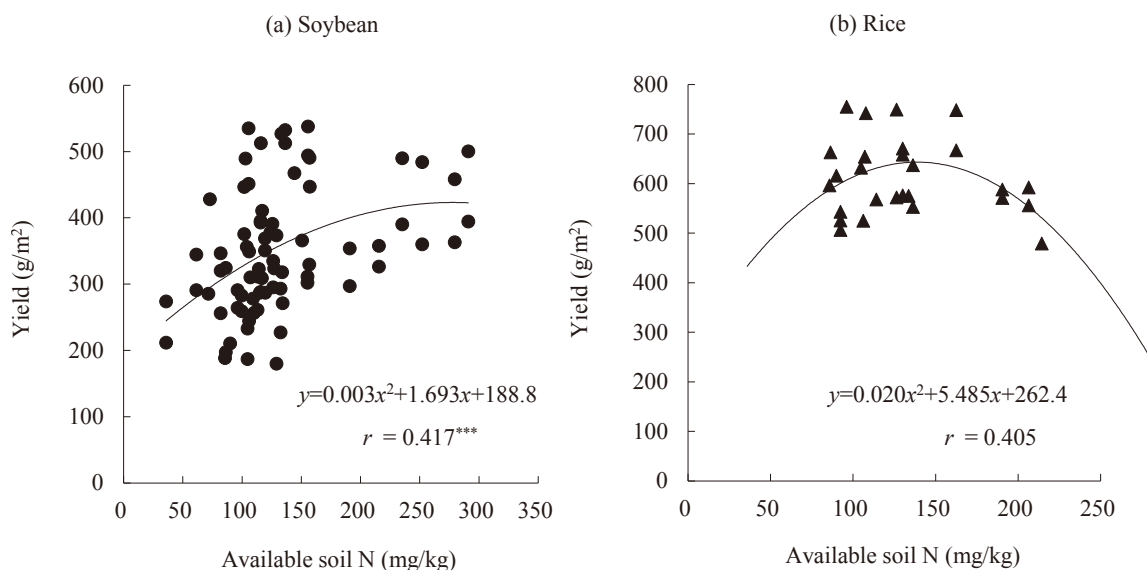 (a) Soybean
600
500
400
300
200
100
0
Yield (g/m²)
y=0.003x²+1.693x+188.8
r = 0.417***
0 50 100 150 200 250 300 350
Available soil N (mg/kg)
(b) Rice
800
700
600
500
400
300
200
100
0
Yield (g/m²)
y=0.020x²+5.485x+262.4
r = 0.405
0 50 100 150 200 250
Available soil N (mg/kg)